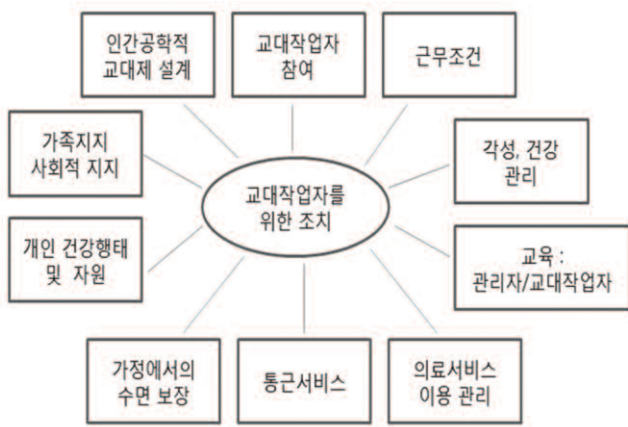 인간공학적
교대제 설계
교대작업자
참여
근무조건
가족지지
사회적 지지
각성, 건강
관리
교대작업자를
위한 조치
개인 건강행태
및 자원
교육 :
관리자/교대작업자
가정에서의
수면 보장
통근서비스
의료서비스
이용 관리